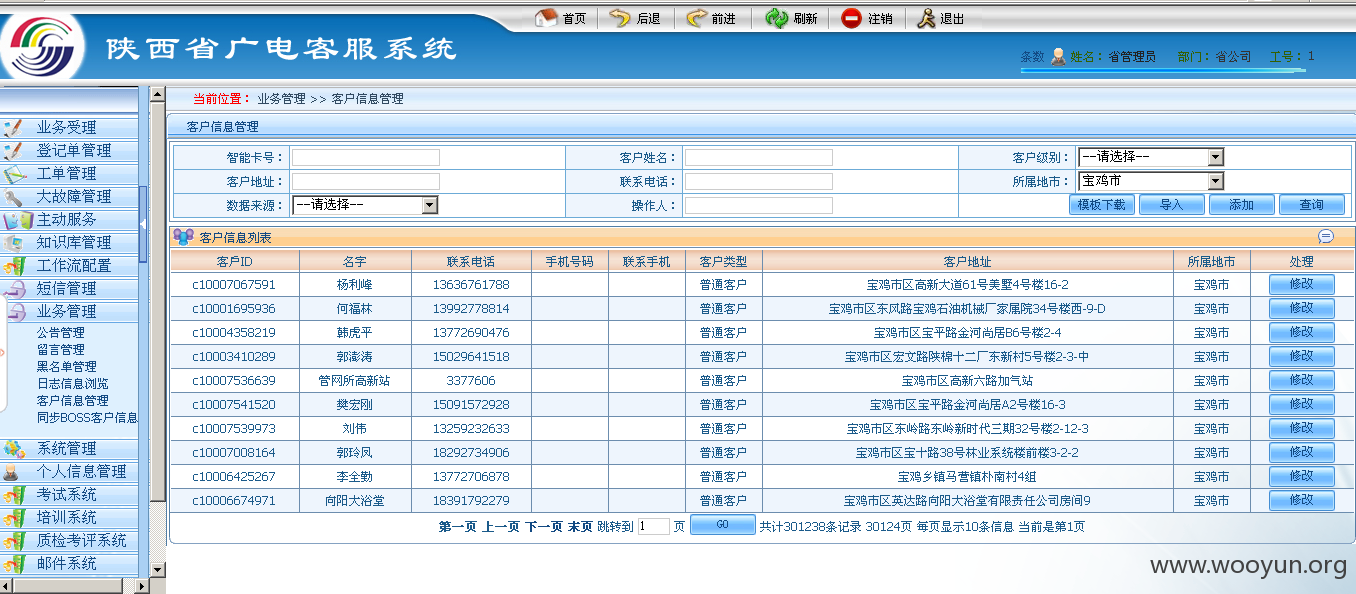 首页 后退 前进 刷新 注销 退出
陕西省广电客服系统
条数 姓名：省管理员 部门：省公司 工号：1
当前位置： 业务管理 >> 客户信息管理
业务受理
登记单管理
工单管理
大故障管理
主动服务
知识库管理
工作流配置
短信管理
业务管理
公告管理
留言管理
黑名单管理
日志信息浏览
客户信息管理
同步BOSS客户信息
系统管理
个人信息管理
考试系统
培训系统
质检考评系统
邮件系统
客户信息管理
智能卡号： 客户姓名： 客户级别： --请选择--
客户地址： 联系电话： 所属地市： 宝鸡市
数据来源： --请选择-- 操作人： 模板下载 导入 添加 查询
客户信息列表
客户ID 名字 联系电话 手机号码 联系手机 客户类型 客户地址 所属地市 处理
c10007067591 杨利峰 13636761788 普通客户 宝鸡市区高新大道61号美墅4号楼16-2 宝鸡市 修改
c10001695936 何福林 13992778814 普通客户 宝鸡市区东风路宝鸡石油机械厂家属院34号楼西-9-D 宝鸡市 修改
c10004358219 韩虎平 13772690476 普通客户 宝鸡市区宝平路金河尚居B6号楼2-4 宝鸡市 修改
c10003410289 郭澎涛 15029641518 普通客户 宝鸡市区宏文路陕棉十二厂东新村5号楼2-3-中 宝鸡市 修改
c10007536639 管网所高新站 3377606 普通客户 宝鸡市区高新六路加气站 宝鸡市 修改
c10007541520 樊宏刚 15091572928 普通客户 宝鸡市区宝平路金河尚居A2号楼16-3 宝鸡市 修改
c10007539973 刘伟 13259232633 普通客户 宝鸡市区东岭路东岭新时代三期32号楼2-12-3 宝鸡市 修改
c10007008164 郭玲凤 18292734906 普通客户 宝鸡市区宝十路38号林业系统楼前楼3-2-2 宝鸡市 修改
c10006425267 李全勤 13772706878 普通客户 宝鸡乡镇马营镇朴南村4组 宝鸡市 修改
c10006674971 向阳大浴堂 18391792279 普通客户 宝鸡市区英达路向阳大浴堂有限责任公司房间9 宝鸡市 修改
第一页 上一页 下一页 末页 跳转到 1 页 GO 共计301238条记录 30124页 每页显示10条信息 当前是第1页
www.wooyun.org